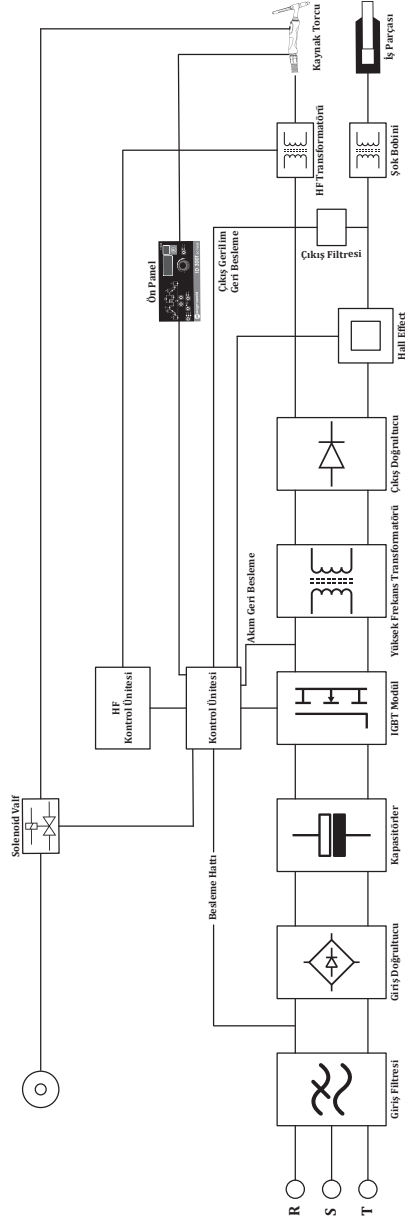 Kaynak Torcu
İş Parçası
HF Transformatörü
Şok Bobini
Ön Panel
Çıkış Gerilim
Geri Besleme
Çıkış Filtresi
Hall Effect
Çıkış Doğrultucu
Yüksek Frekans Transformatörü
Akım Geri Besleme
HF
Kontrol Ünitesi
Kontrol Ünitesi
IGBT Modül
Solenoid Valf
Besleme Hattı
Kapasitörler
Giriş Doğrultucu
Giriş Filtresi
R
S
T